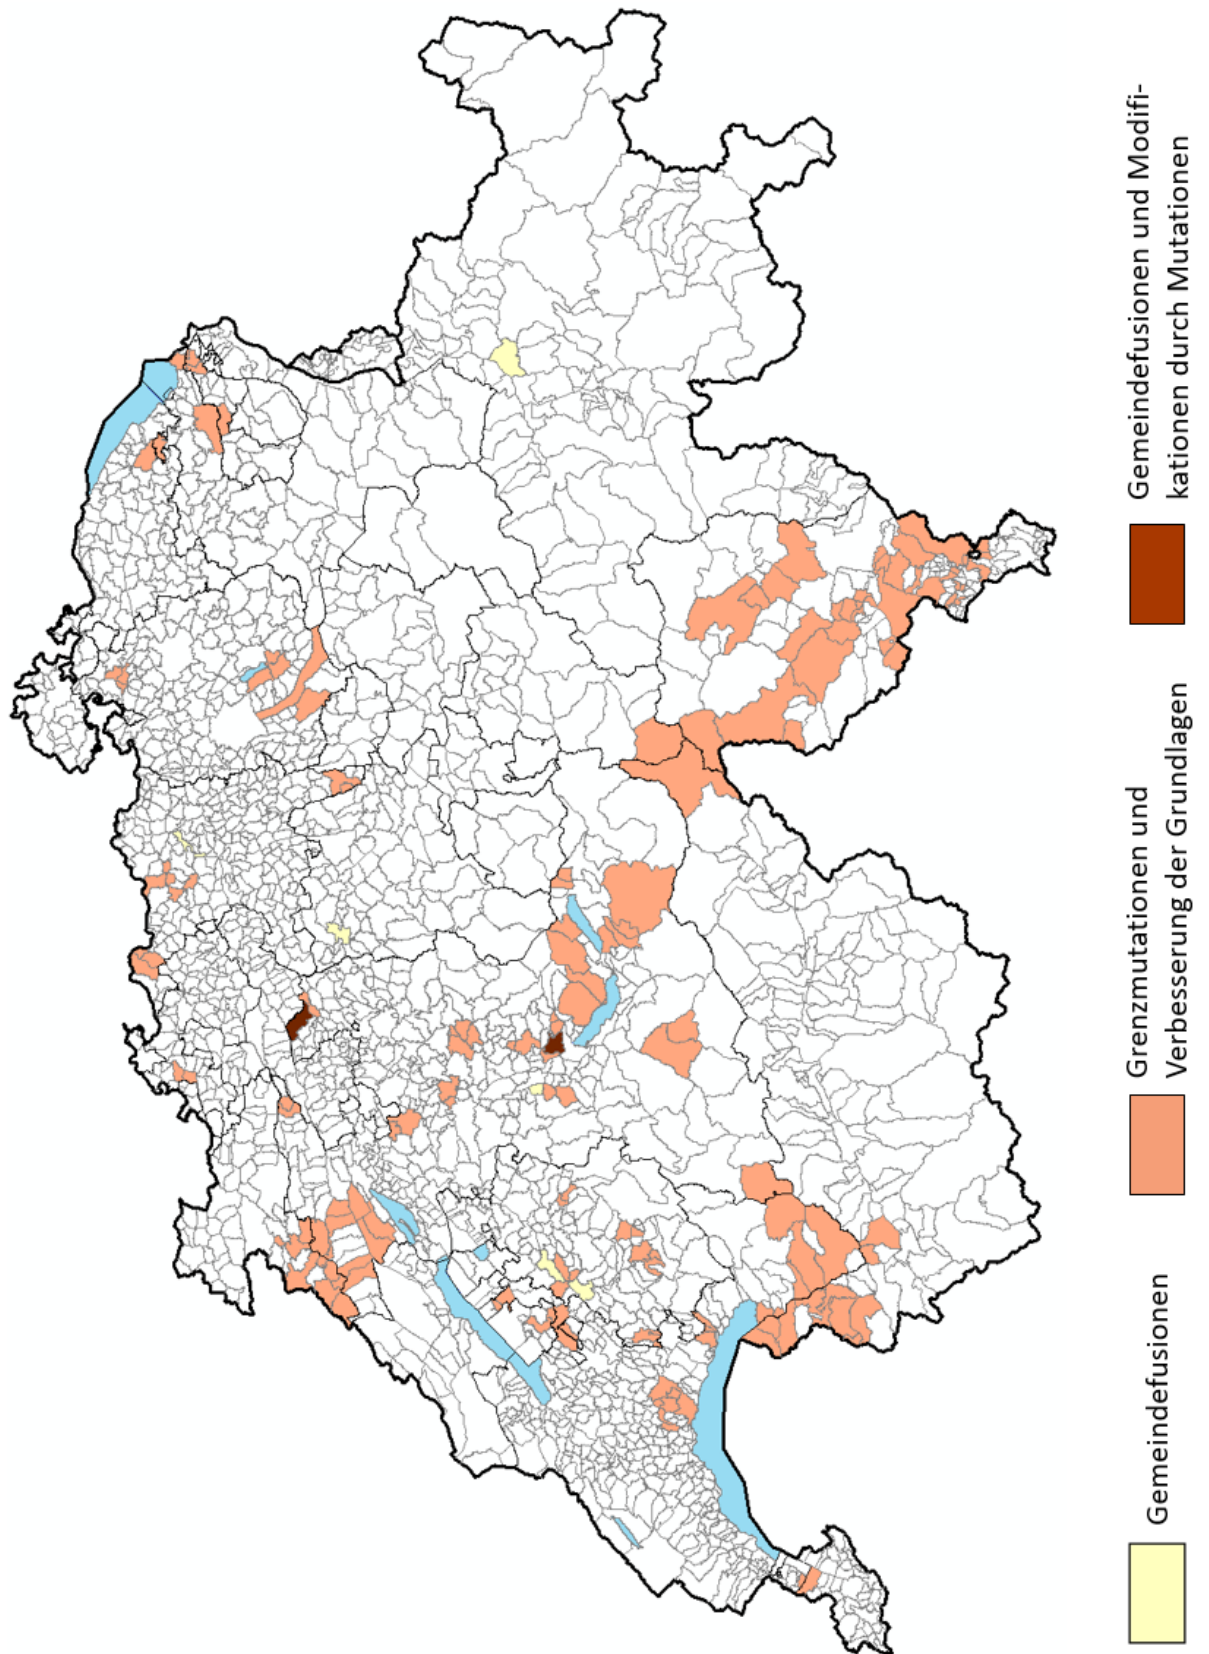 Gemeindefusionen
Grenzmutationen und
Verbesserung der Grundlagen
Gemeindefusionen und Modifi-
kationen durch Mutationen